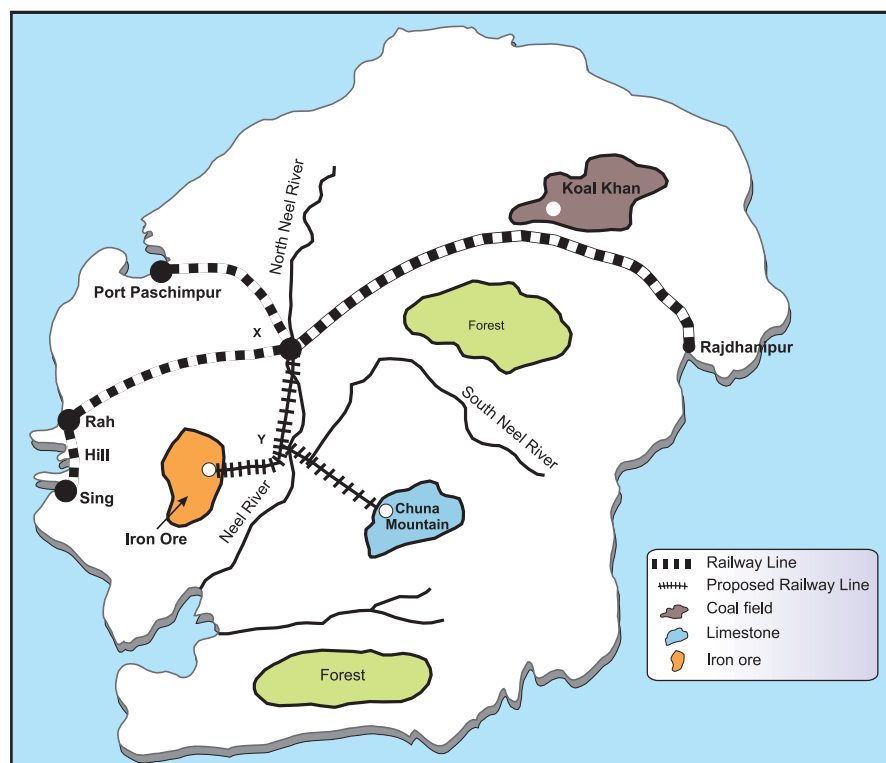 Koal Khan
North Neel River
Port Paschimpur
Forest
X
Rajdhanipur
South Neel River
Rah
Y
Hill
Sing
Neel River
Chuna
Mountain
Iron Ore
Railway Line
Proposed Railway Line
Coal field
Limestone
Iron ore
Forest